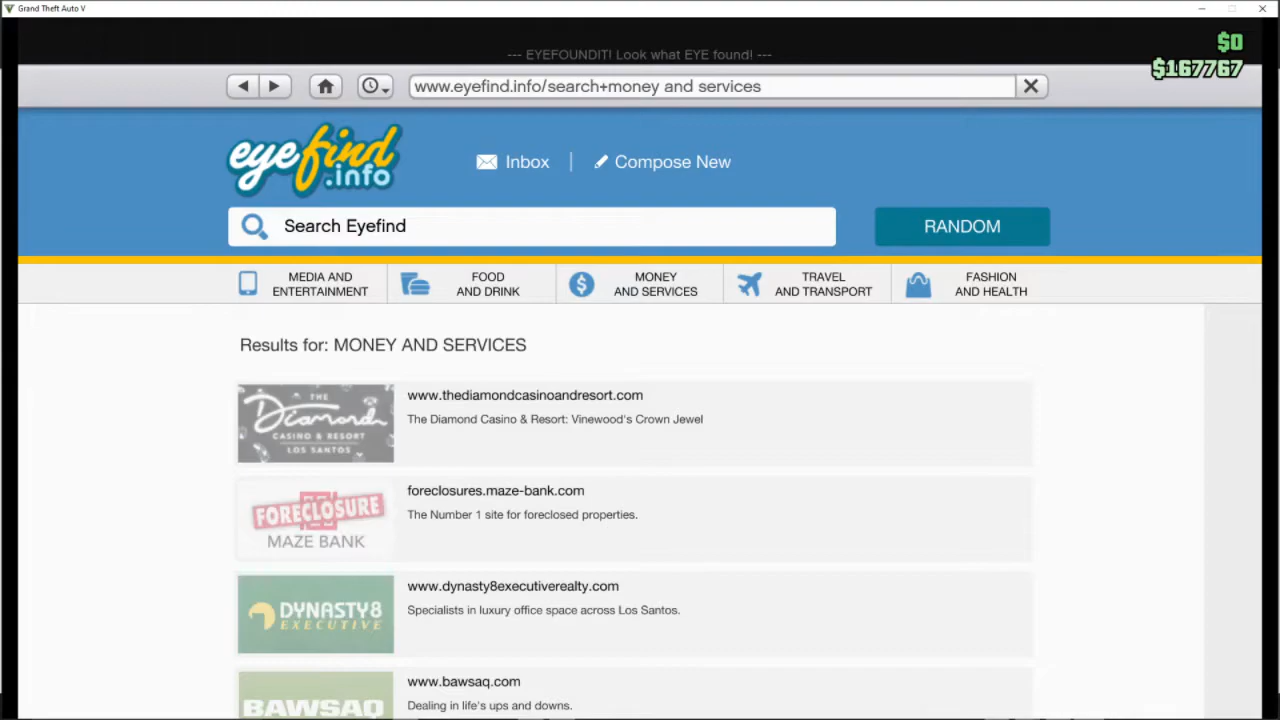 Grand Theft Auto V
--- EYEFOUNDIT! Look what EYE found! ---
$0
$167767
www.eyefind.info/search+money and services
eyefind.info
Inbox
Compose New
Search Eyefind
RANDOM
MEDIA AND ENTERTAINMENT
FOOD AND DRINK
MONEY AND SERVICES
TRAVEL AND TRANSPORT
FASHION AND HEALTH
Results for: MONEY AND SERVICES
THE
Diamond
CASINO & RESORT
LOS SANTOS
www.thediamondcasinoandresort.com
The Diamond Casino & Resort: Vinewood's Crown Jewel
FORECLOSURE
MAZE BANK
foreclosures.maze-bank.com
The Number 1 site for foreclosed properties.
DYNASTY8
EXECUTIVE
www.dynasty8executiverealty.com
Specialists in luxury office space across Los Santos.
BAWSAQ
www.bawsaq.com
Dealing in life's ups and downs.